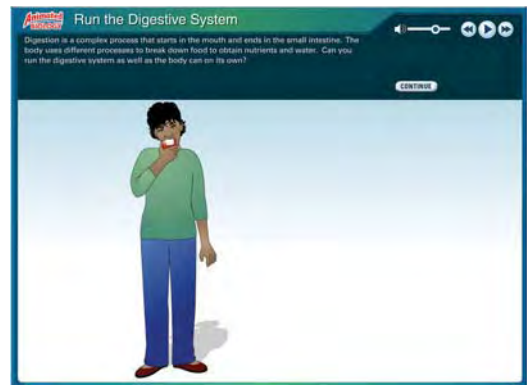 Animated
BIOLOGY
Run the Digestive System
Digestion is a complex process that starts in the mouth and ends in the small intestine. The
body uses different processes to break down food to obtain nutrients and water. Can you
run the digestive system as well as the body can on its own?
CONTINUE